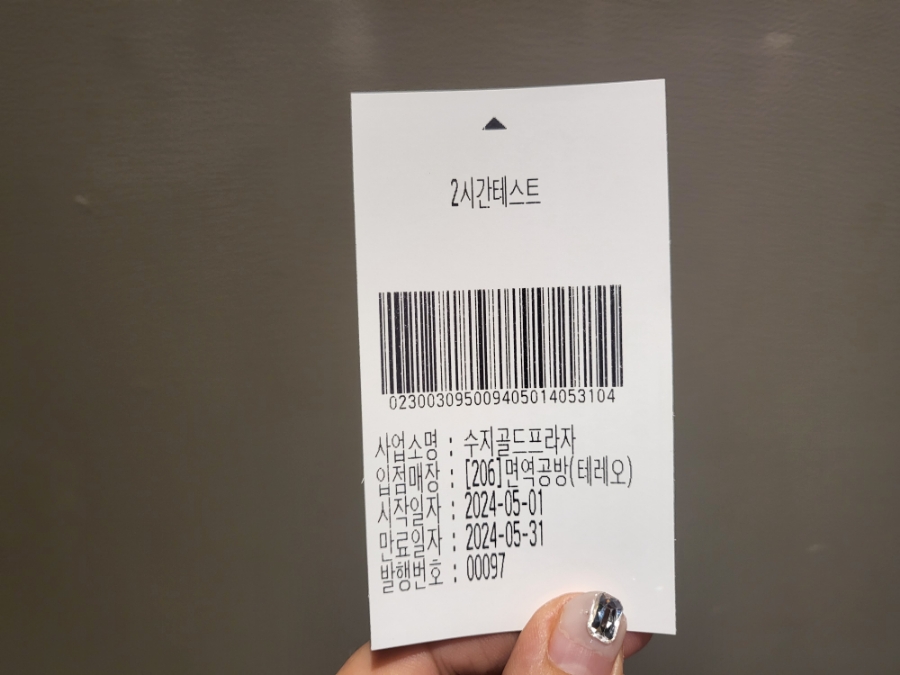 2시간테스트
023003095009405014053104
사업소명 : 수지골드프라자
입점매장 : [206]면역공방(테레오)
시작일자 : 2024-05-01
만료일자 : 2024-05-31
발행번호 : 00097